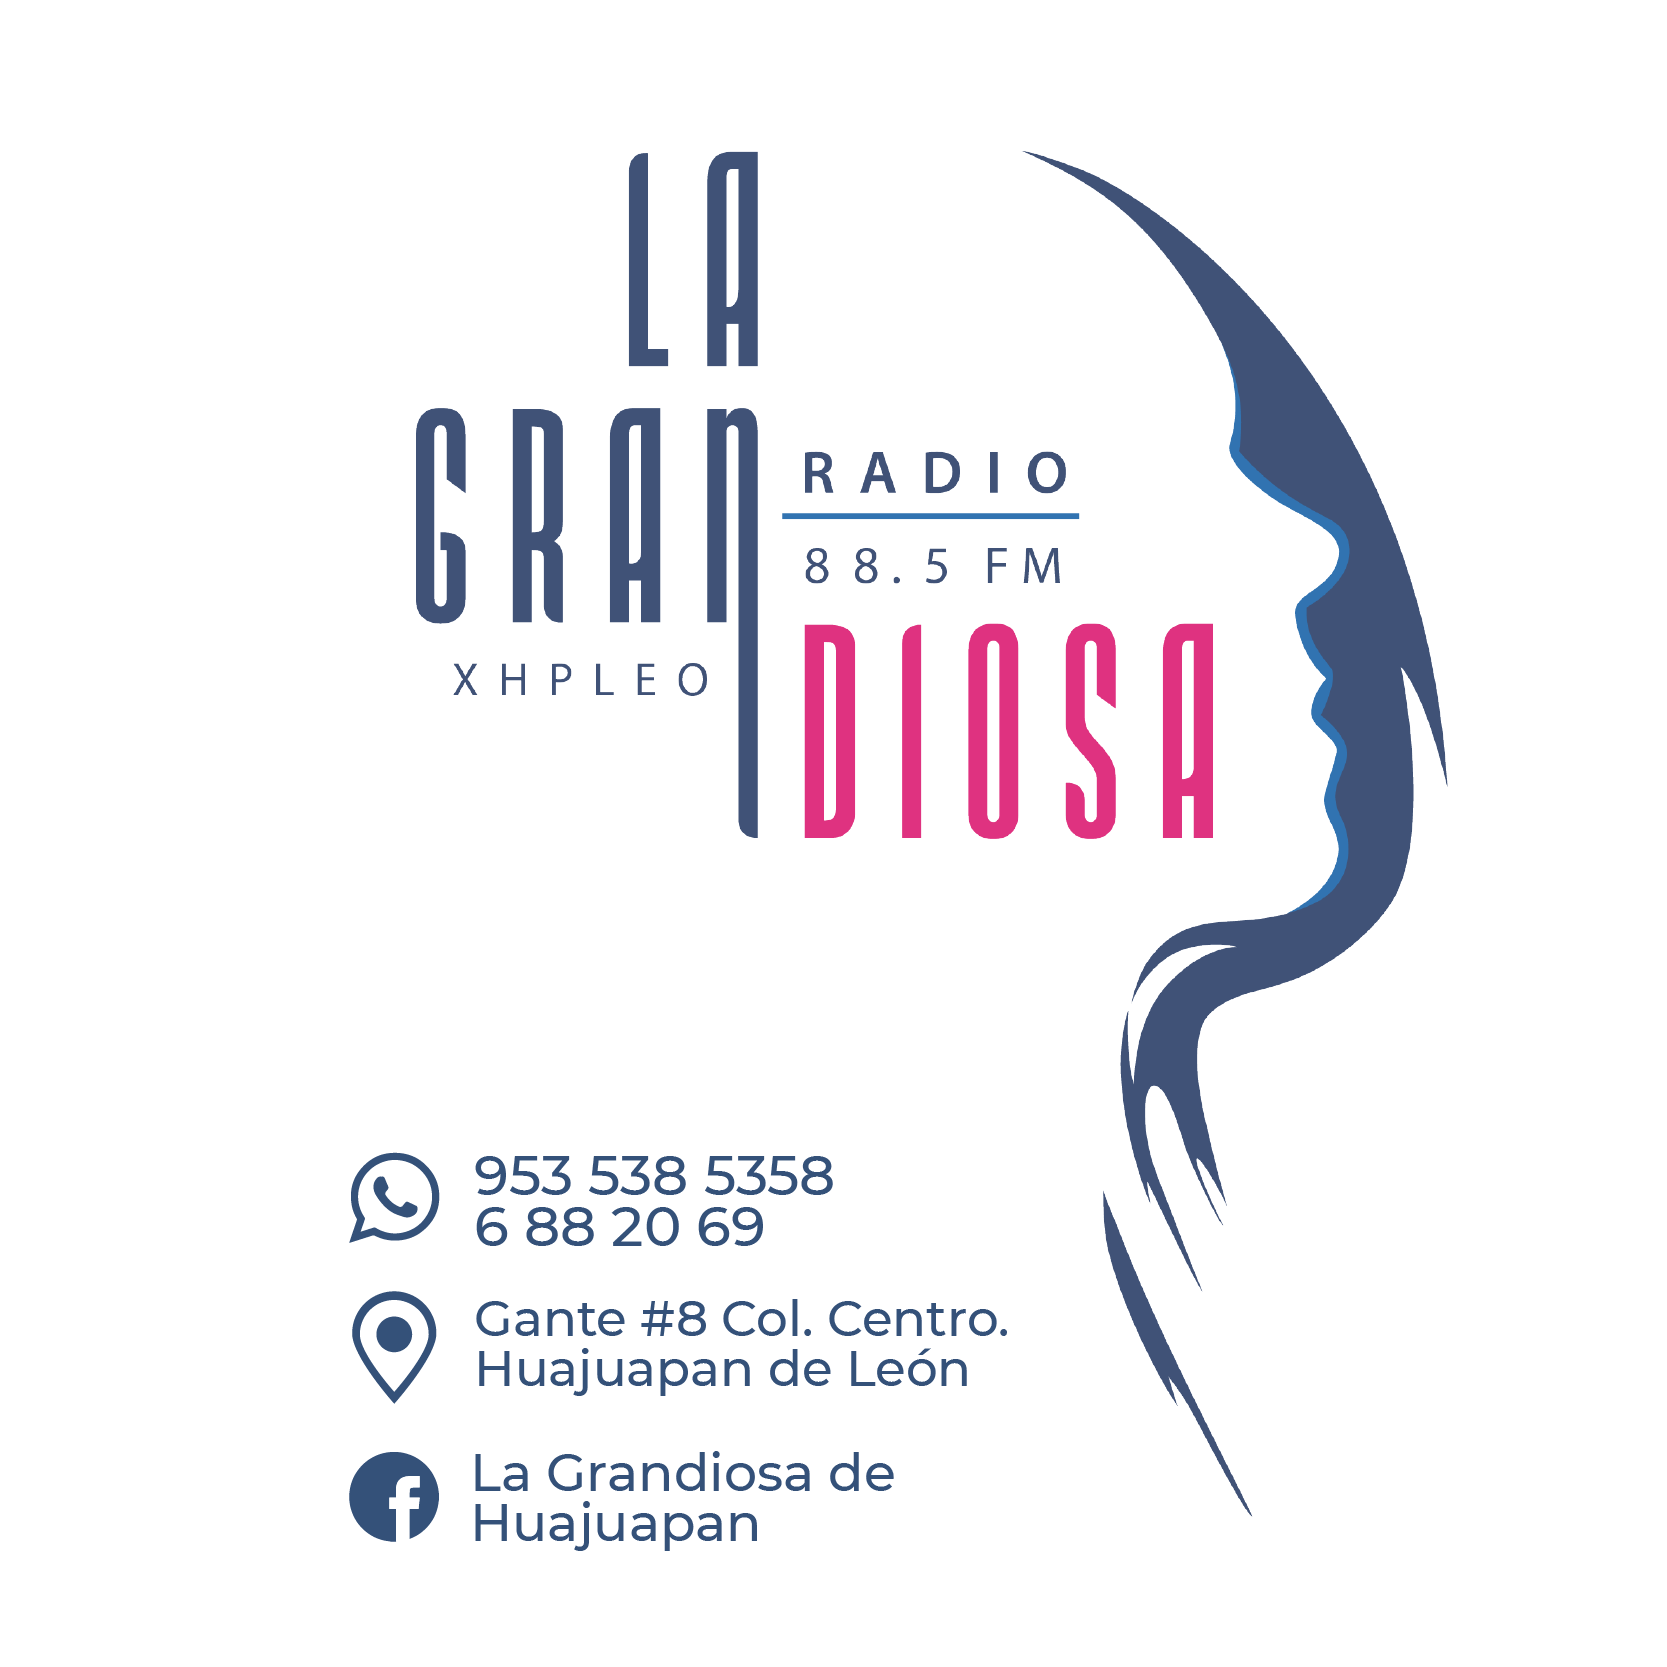 LA
GRAN
RADIO
88.5 FM
XHPLEO
DIOSA
953 538 5358
6 88 20 69
Gante #8 Col. Centro.
Huajuapan de León
La Grandiosa de
Huajuapan